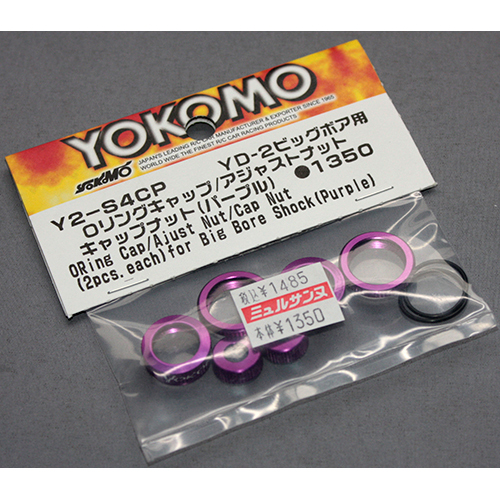 YOKOMO
JAPAN'S LEADING R/C CAR MANUFACTURER & EXPORTER SINCE 1965
WORLD WIDE THE FINEST R/C CAR RACING PRODUCTS
YOKOMO
Y2-S4CP YD-2ビッグボア用
Oリングキャップ/アジャストナット
キャップナット(パープル) ●1350
ORing Cap/Ajust Nut/Cap Nut
(2pcs.each)for Big Bore Shock(Purple)
税込¥1485
ミュルサンヌ
本体¥1350